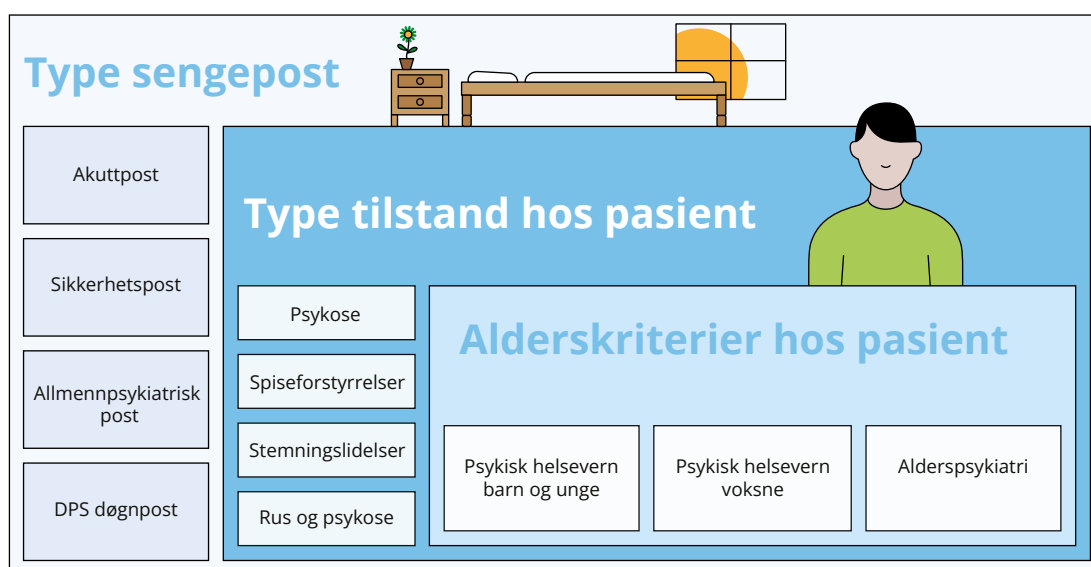 Type sengepost
Akuttpost
Sikkerhetspost
Allmennpsykiatrisk
post
DPS døgnpost
Type tilstand hos pasient
Psykose
Spiseforstyrrelser
Stemningslidelser
Rus og psykose
Alderskriterier hos pasient
Psykisk helsevern
barn og unge
Psykisk helsevern
voksne
Alderspsykiatri